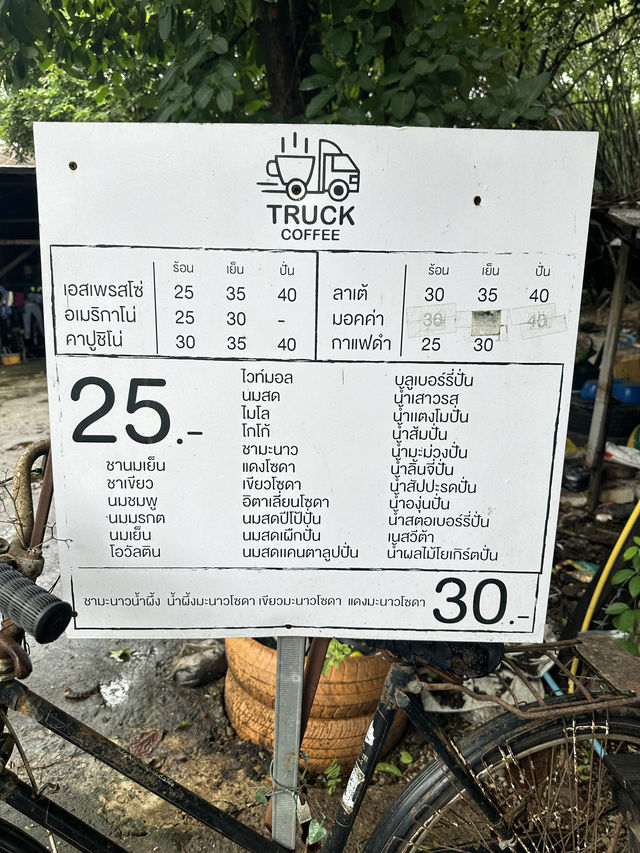 TRUCK
COFFEE
ร้อน เย็น ปั่น
เอสเพรสโซ่ 25 35 40
อเมริกาโน่ 25 30 -
คาปูชิโน่ 30 35 40
ร้อน เย็น ปั่น
ลาเต้ 30 35 40
มอคค่า 30 40
กาแฟดำ 25 30
25.-
ชานมเย็น
ชาเขียว
นมชมพู
นมมรกต
นมเย็น
โอวัลติน
ไวท์มอล
นมสด
ไมโล
โกโก้
ชามะนาว
แดงโซดา
เขียวโซดา
อิตาเลี่ยนโซดา
นมสดปีโป้ปั่น
นมสดเผือกปั่น
นมสดแคนตาลูปปั่น
บลูเบอร์รี่ปั่น
น้ำเสาวรส
น้ำแตงโมปั่น
น้ำส้มปั่น
น้ำมะม่วงปั่น
น้ำลิ้นจี่ปั่น
น้ำสัปปะรดปั่น
น้ำองุ่นปั่น
น้ำสตอเบอร์รี่ปั่น
เนสวีต้า
น้ำผลไม้โยเกิร์ตปั่น
ชามะนาวน้ำผึ้ง น้ำผึ้งมะนาวโซดา เขียวมะนาวโซดา แดงมะนาวโซดา 30.-